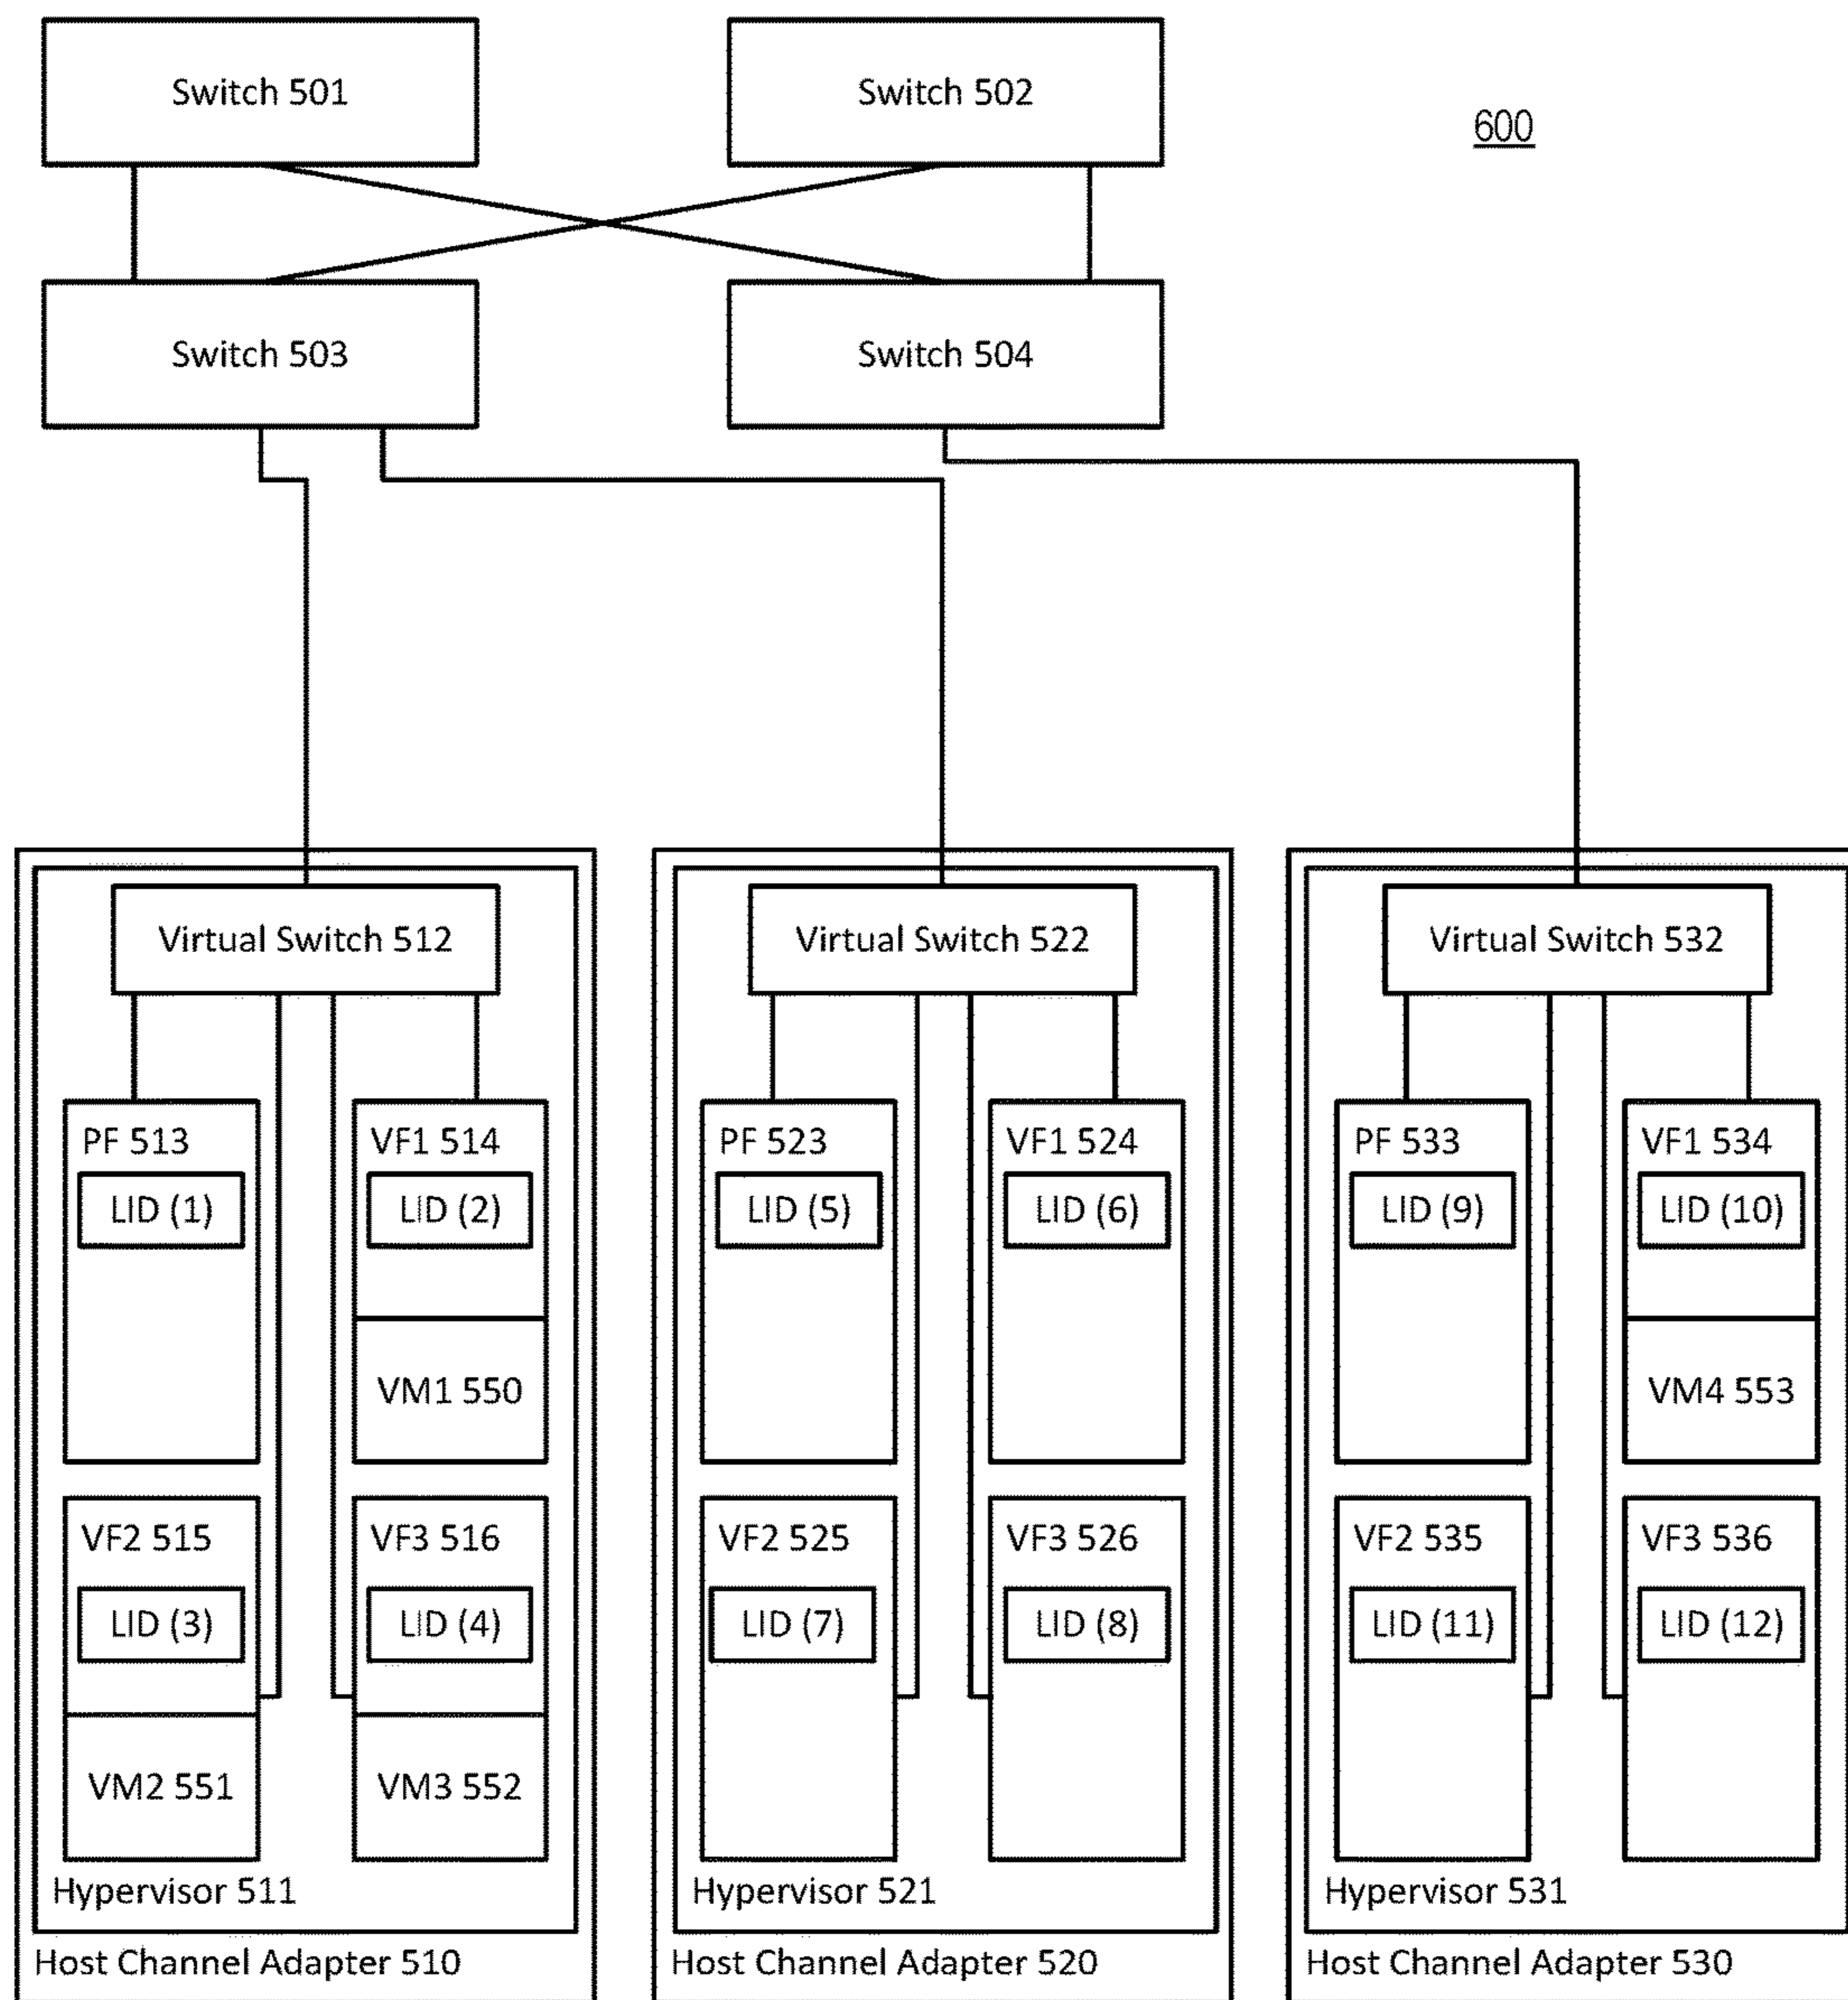 Switch 501
Switch 502
600
Switch 503
Switch 504
Virtual Switch 512
Virtual Switch 522
Virtual Switch 532
PF 513
LID (1)
VF1 514
LID (2)
VM1 550
VF2 515
LID (3)
VM2 551
VF3 516
LID (4)
VM3 552
Hypervisor 511
Host Channel Adapter 510
PF 523
LID (5)
VF1 524
LID (6)
VF2 525
LID (7)
VF3 526
LID (8)
Hypervisor 521
Host Channel Adapter 520
PF 533
LID (9)
VF1 534
LID (10)
VM4 553
VF2 535
LID (11)
VF3 536
LID (12)
Hypervisor 531
Host Channel Adapter 530